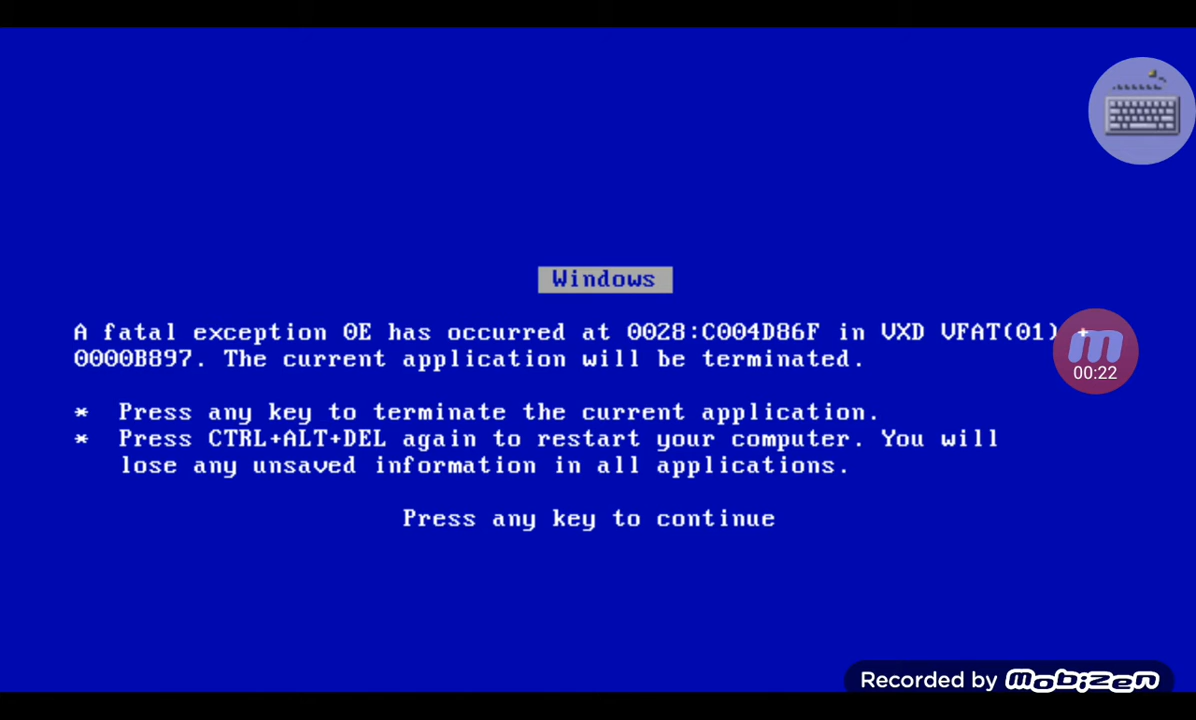 Windows
A fatal exception 0E has occurred at 0028:C004D86F in VXD VFAT(01) +
0000B897. The current application will be terminated.
* Press any key to terminate the current application.
* Press CTRL+ALT+DEL again to restart your computer. You will
lose any unsaved information in all applications.
Press any key to continue
00:22
Recorded by mobizen